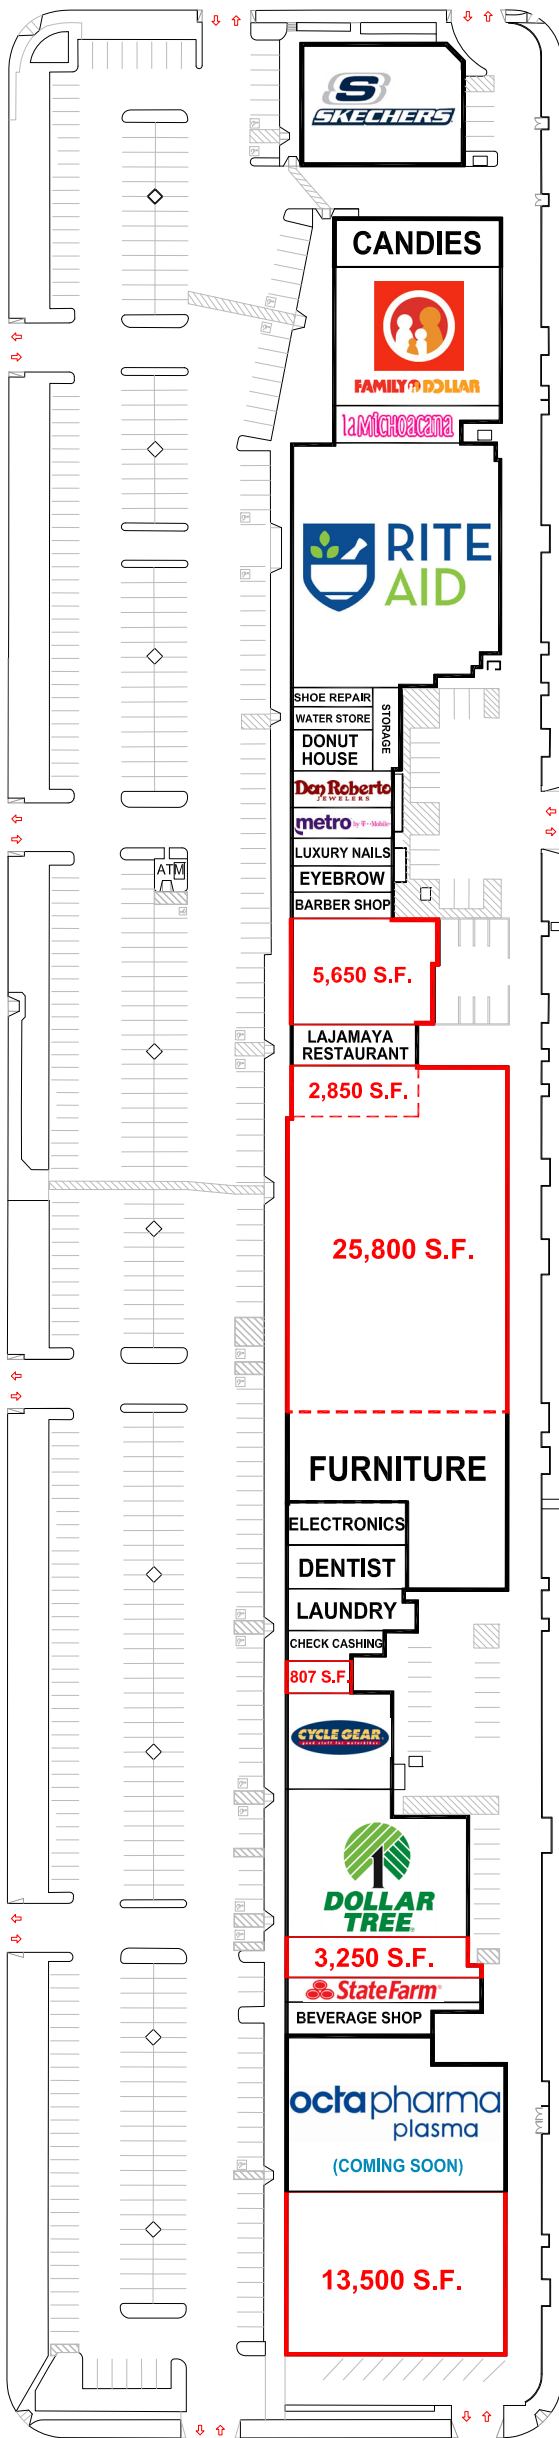 S
SKECHERS
CANDIES
FAMILY DOLLAR
la MICHOACANA
RITE
AID
SHOE REPAIR
WATER STORE
STORAGE
DONUT
HOUSE
Don Roberto
JEWELERS
metro by T-Mobile
LUXURY NAILS
EYEBROW
BARBER SHOP
ATM
5,650 S.F.
LAJAMAYA
RESTAURANT
2,850 S.F.
25,800 S.F.
FURNITURE
ELECTRONICS
DENTIST
LAUNDRY
CHECK CASHING
807 S.F.
CYCLE GEAR
DOLLAR
TREE
3,250 S.F.
StateFarm
BEVERAGE SHOP
octapharma
plasma
(COMING SOON)
13,500 S.F.